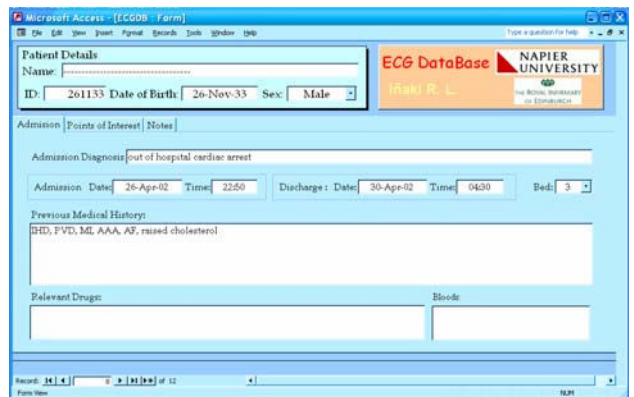 Microsoft Access - [ECGDB : Form]
File Edit View Insert Format Records Tools Window Help Type a question for help
Patient Details
Name: ----------------------------------
ID: 261133 Date of Birth: 26-Nov-33 Sex: Male
ECG DataBase
Iñaki R. L.
NAPIER
UNIVERSITY
THE ROYAL INFIRMARY
OF EDINBURGH
Admision Points of Interest Notes
Admission Diagnosis out of hospital cardiac arrest
Admission Date: 26-Apr-02 Time: 22:50 Discharge : Date: 30-Apr-02 Time: 04:30 Bed: 3
Previous Medical History:
IHD, PVD, MI, AAA, AF, raised cholesterol
Relevant Drugs: Bloods
Record: 8 of 12
Form View NUM